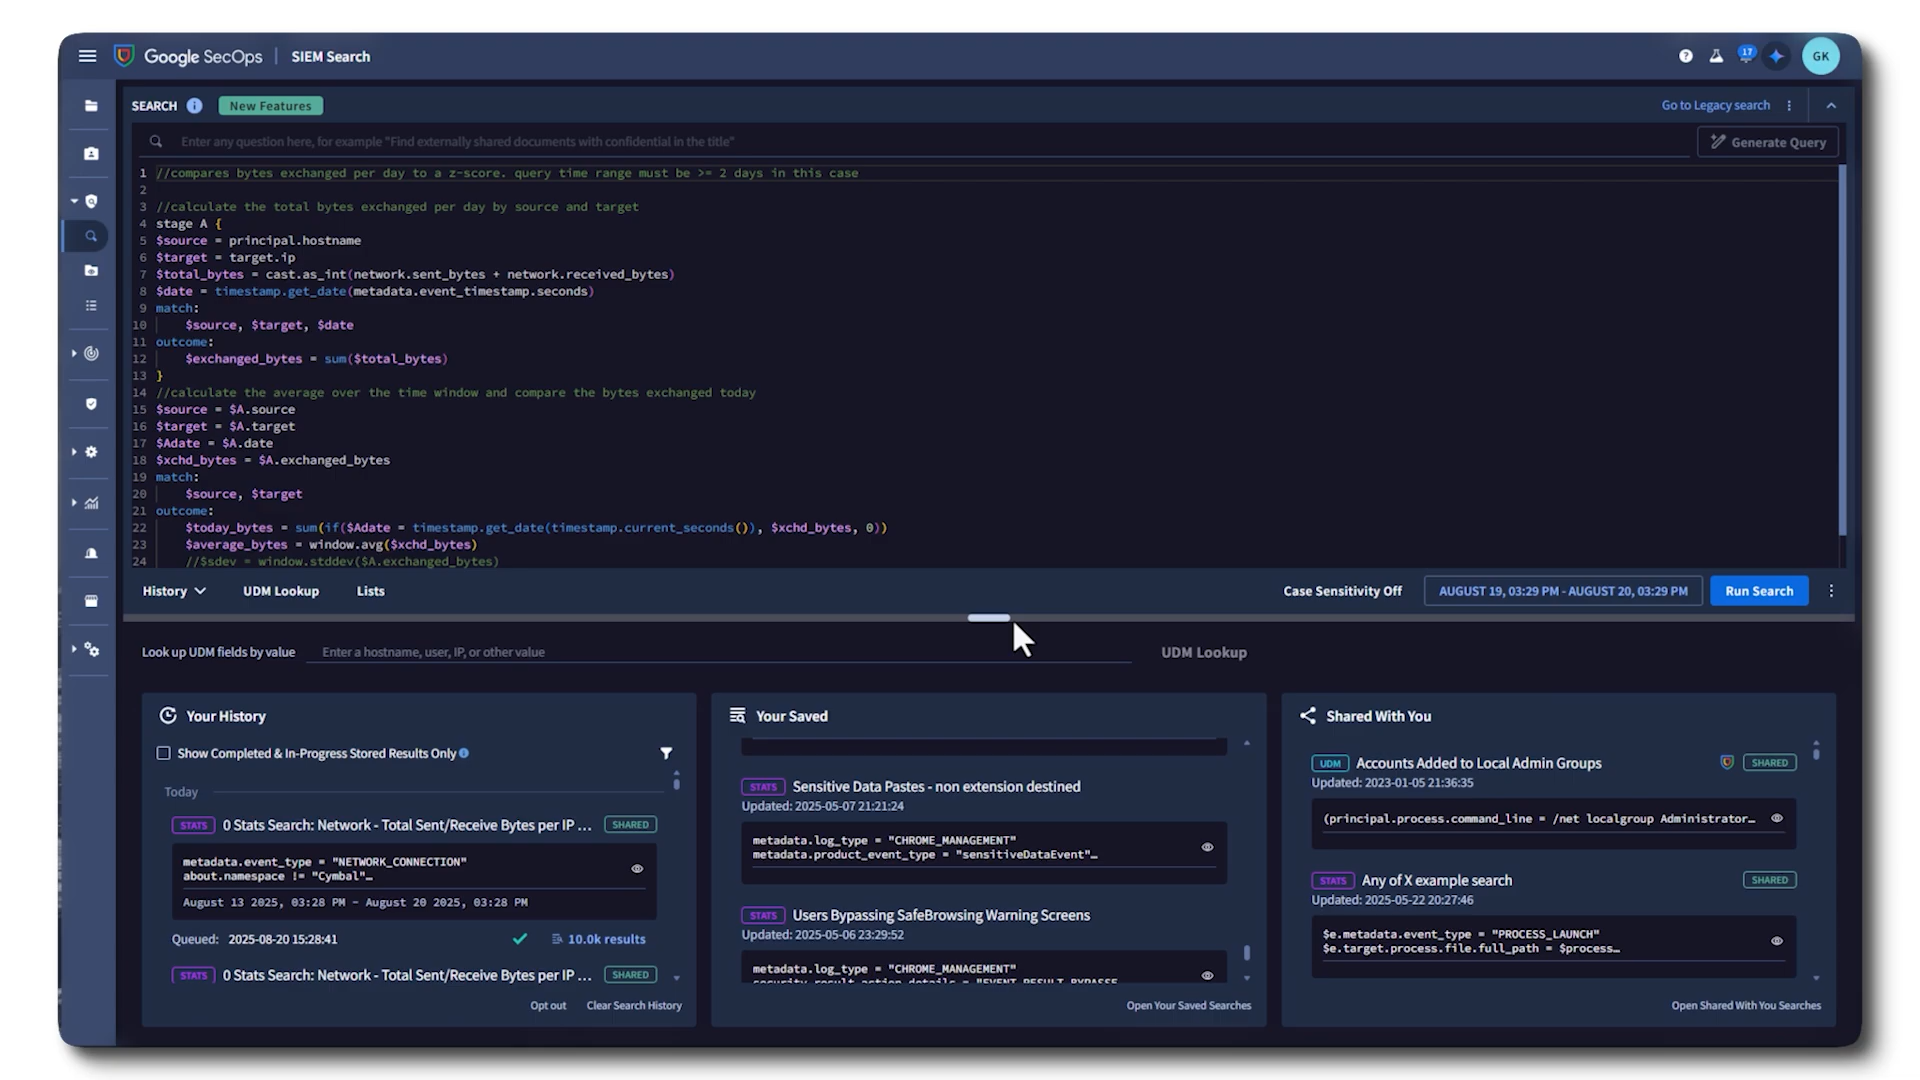 Google SecOps
SIEM Search
17
GK
SEARCH
New Features
Go to Legacy search
Enter any question here, for example "Find externally shared documents with confidential in the title"
Generate Query
1 //compares bytes exchanged per day to a z-score. query time range must be >= 2 days in this case
2
3 //calculate the total bytes exchanged per day by source and target
4 stage A {
5 $source = principal.hostname
6 $target = target.ip
7 $total_bytes = cast.as_int(network.sent_bytes + network.received_bytes)
8 $date = timestamp.get_date(metadata.event_timestamp.seconds)
9 match:
10 $source, $target, $date
11 outcome:
12 $exchanged_bytes = sum($total_bytes)
13 }
14 //calculate the average over the time window and compare the bytes exchanged today
15 $source = $A.source
16 $target = $A.target
17 $Adate = $A.date
18 $xchd_bytes = $A.exchanged_bytes
19 match:
20 $source, $target
21 outcome:
22 $today_bytes = sum(if($Adate = timestamp.get_date(timestamp.current_seconds()), $xchd_bytes, 0))
23 $average_bytes = window.avg($xchd_bytes)
24 //$sdev = window.stddev($A.exchanged_bytes)
History
UDM Lookup
Lists
Case Sensitivity Off
AUGUST 19, 03:29 PM - AUGUST 20, 03:29 PM
Run Search
Look up UDM fields by value
Enter a hostname, user, IP, or other value
UDM Lookup
Your History
Show Completed & In-Progress Stored Results Only
Today
STATS 0 Stats Search: Network - Total Sent/Receive Bytes per IP ... SHARED
metadata.event_type = "NETWORK_CONNECTION"
about.namespace != "Cymbal"…
August 13 2025, 03:28 PM - August 20 2025, 03:28 PM
Queued: 2025-08-20 15:28:41
10.0k results
STATS 0 Stats Search: Network - Total Sent/Receive Bytes per IP ... SHARED
Opt out
Clear Search History
Your Saved
STATS Sensitive Data Pastes - non extension destined
Updated: 2025-05-07 21:21:24
metadata.log_type = "CHROME_MANAGEMENT"
metadata.product_event_type = "sensitiveDataEvent"…
STATS Users Bypassing SafeBrowsing Warning Screens
Updated: 2025-05-06 23:29:52
metadata.log_type = "CHROME_MANAGEMENT"
security_result.action_details = "EVENT_RESULT_BYPASSE
Open Your Saved Searches
Shared With You
UDM Accounts Added to Local Admin Groups SHARED
Updated: 2023-01-05 21:36:35
(principal.process.command_line = /net localgroup Administrator…
STATS Any of X example search SHARED
Updated: 2025-05-22 20:27:46
$e.metadata.event_type = "PROCESS_LAUNCH"
$e.target.process.file.full_path = $process…
Open Shared With You Searches